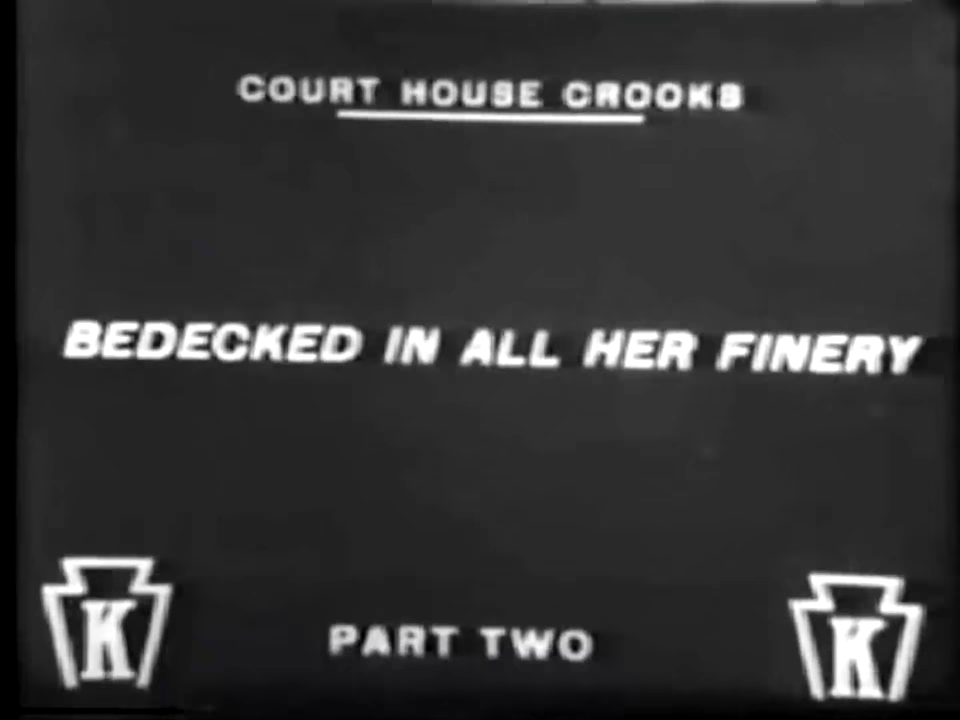 COURT HOUSE CROOKS
BEDECKED IN ALL HER FINERY
K
PART TWO
K